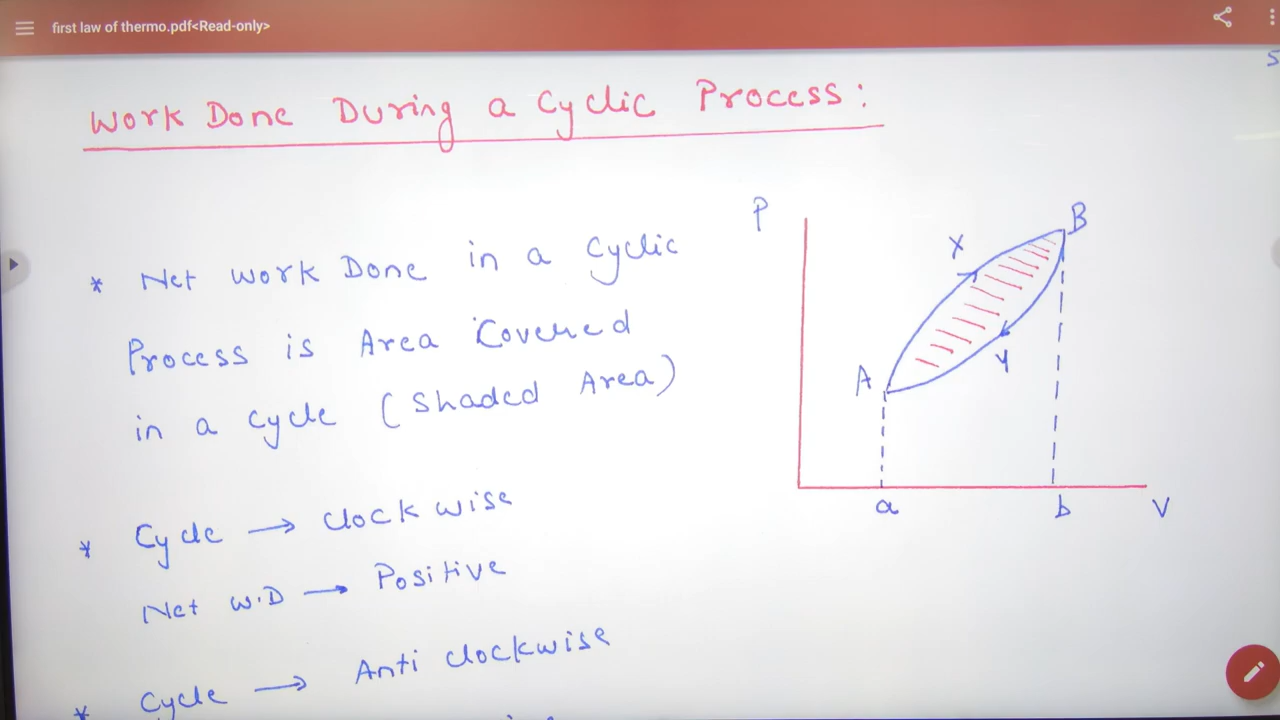 first law of thermo.pdf<Read-only>
Work Done During a Cyclic Process:
* Net work Done in a Cyclic
Process is Area Covered
in a cycle (Shaded Area)
* Cycle → Clockwise
Net W.D → Positive
* Cycle → Anti clockwise
P
X
B
A
Y
a
b
V